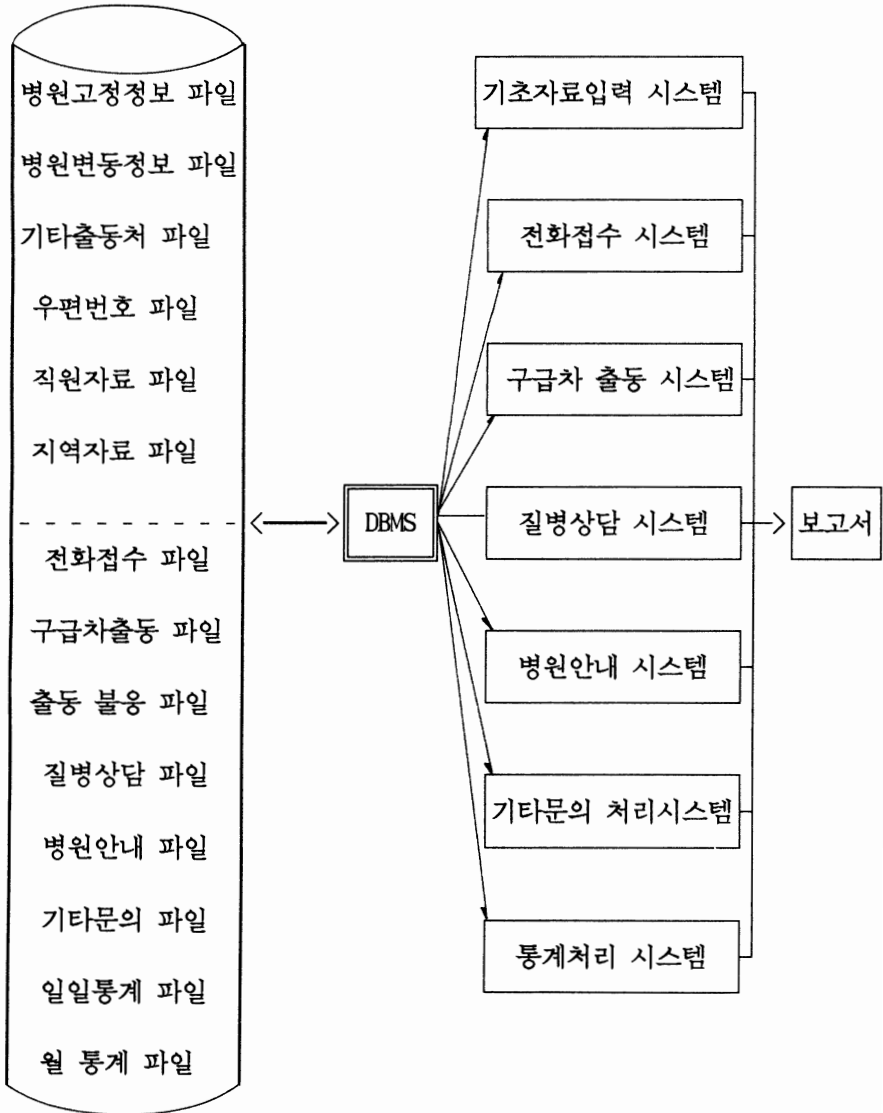 병원고정정보 파일
병원변동정보 파일
기타출동처 파일
우편번호 파일
직원자료 파일
지역자료 파일
전화접수 파일
구급차출동 파일
출동 불응 파일
질병상담 파일
병원안내 파일
기타문의 파일
일일통계 파일
월 통계 파일
DBMS
기초자료입력 시스템
전화접수 시스템
구급차 출동 시스템
질병상담 시스템
병원안내 시스템
기타문의 처리시스템
통계처리 시스템
보고서